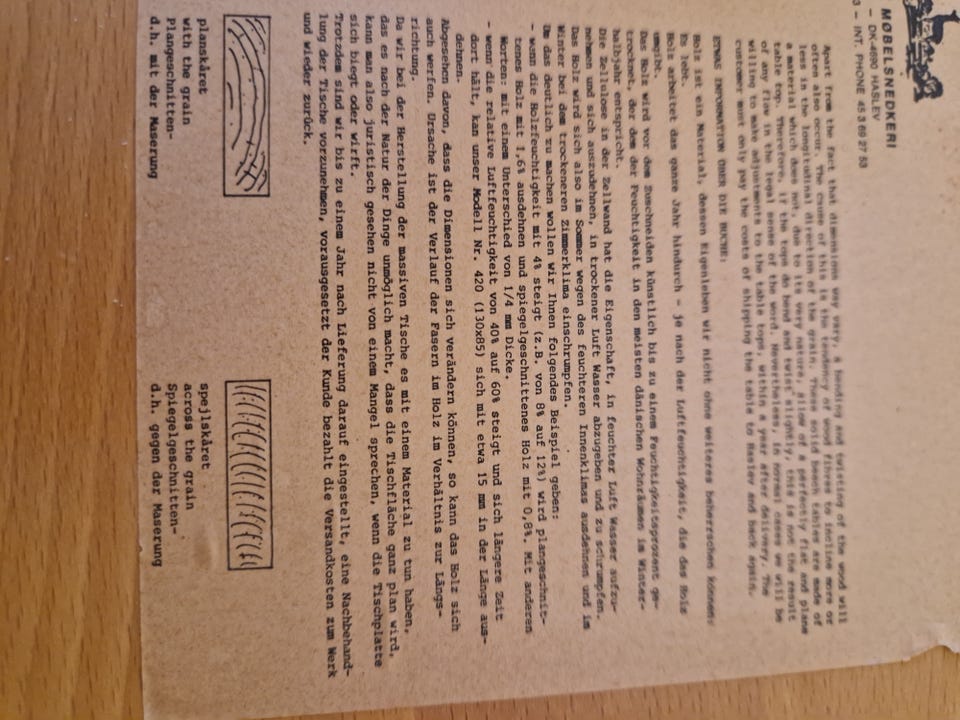 MØBELSNEDKERI
- DK-4690 HASLEV
INT. PHONE 45 3 69 27 53
Apart from the fact that dimensions may vary, a bending and twisting of the wood will
often also occur. The cause of this is the tendency of wood fibres to incline more or
less in the longitudinal direction of the grain. These solid beech tables are made of
a material which does not, due to its very nature, allow of a perfectly flat and plane
table top. Therefore, if the tops do bend and twist slightly, this is not the result
of any flaw in the legal sense of the word. Nevertheless, in normal cases we will be
willing to make adjustments to the table tops, within a year after delivery. The
customer must only pay the costs of shipping the table to Haslev and back again.
ETWAS INFORMATION ÜBER DIE BUCHE:
Holz ist ein Material, dessen Eigenleben wir nicht ohne weiteres beherrschen können:
Es lebt.
Holz arbeitet das ganze Jahr hindurch - je nach der Luftfeuchtigkeit, die das Holz
umgibt.
Das Holz wird vor dem Zuschneiden künstlich bis zu einem Feuchtigkeitsprozent ge-
trocknet, der dem der Feuchtigkeit in den meisten dänischen Wohnräumen im Winter-
halbjahr entspricht.
Die Zellulose in der Zellwand hat die Eigenschaft, in feuchter Luft Wasser aufzu-
nehmen und sich auszudehnen, in trockener Luft Wasser abzugeben und zu schrumpfen.
Das Holz wird sich also im Sommer wegen des feuchteren Innenklimas ausdehnen und im
Winter bei dem trockeneren Zimmerklima einschrumpfen.
Um das deutlich zu machen wollen wir Ihnen folgendes Beispiel geben:
- wenn die Holzfeuchtigkeit mit 4% steigt (z.B. von 8% auf 12%) wird plangeschnit-
tenes Holz mit 1,6% ausdehnen und spiegelgeschnittenes Holz mit 0,8%. Mit anderen
Worten: mit einem Unterschied von 1/4 mm Dicke.
- wenn die relative Luftfeuchtigkeit von 40% auf 60% steigt und sich längere Zeit
dort hält, kan unser Modell Nr. 420 (130x85) sich mit etwa 15 mm in der Länge aus-
dehnen.
Abgesehen davon, dass die Dimensionen sich verändern können, so kann das Holz sich
auch werfen. Ursache ist der Verlauf der Fasern im Holz im Verhältnis zur Längs-
richtung.
Da wir bei der Herstellung der massiven Tische es mit einem Material zu tun haben,
das es nach der Natur der Dinge unmöglich macht, dass die Tischfläche ganz plan wird,
kann man also juristisch gesehen nicht von einem Mangel sprechen, wenn die Tischplatte
sich biegt oder wirft.
Trotzdem sind wir bis zu einem Jahr nach Lieferung darauf eingestellt, eine Nachbehand-
lung der Tische vorzunehmen, vorausgesetzt der Kunde bezahlt die Versandkosten zum Werk
und wieder zurück.
planskåret
with the grain
Plangeschnitten-
d.h. mit der Maserung
spejlskåret
across the grain
Spiegelgeschnitten-
d.h. gegen der Maserung